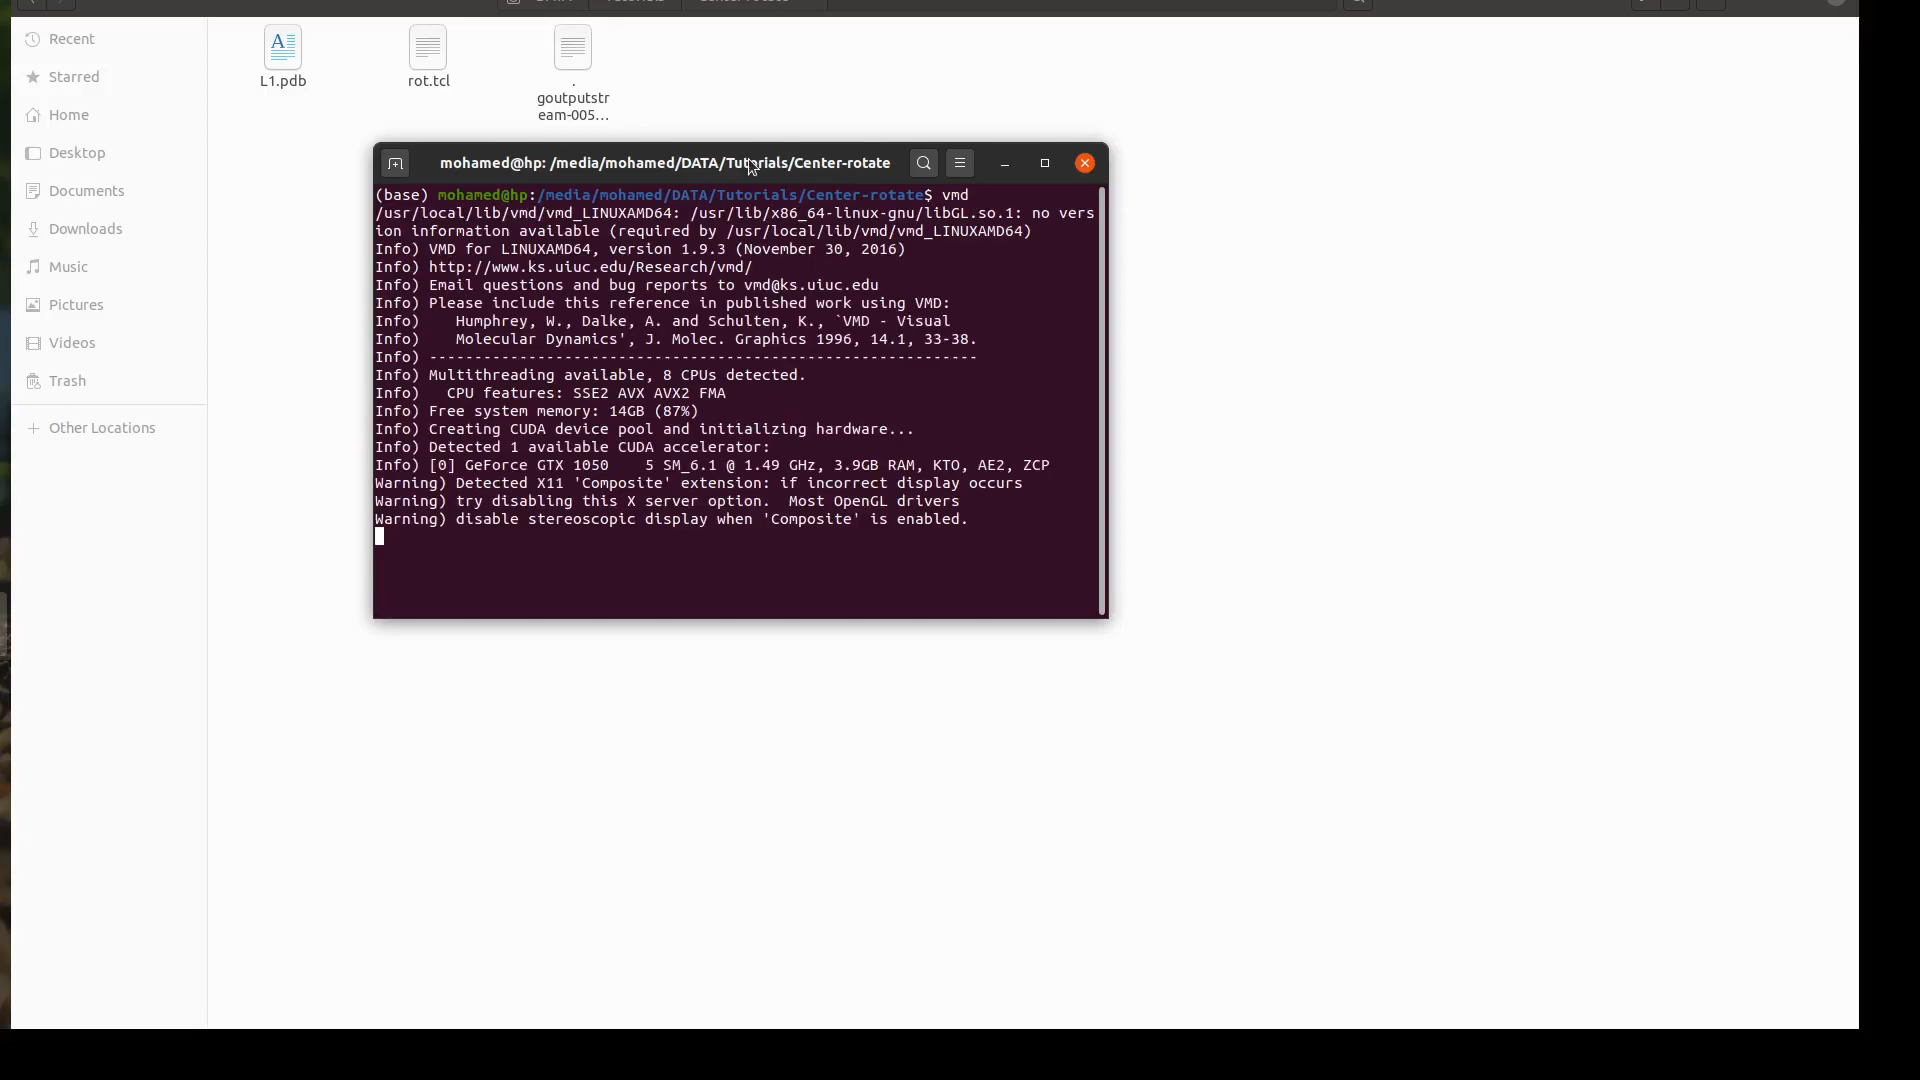 Recent
Starred
Home
Desktop
Documents
Downloads
Music
Pictures
Videos
Trash
Other Locations
L1.pdb
rot.tcl
.
goutputstr
eam-005...
mohamed@hp: /media/mohamed/DATA/Tutorials/Center-rotate
(base) mohamed@hp:/media/mohamed/DATA/Tutorials/Center-rotate$ vmd
/usr/local/lib/vmd/vmd_LINUXAMD64: /usr/lib/x86_64-linux-gnu/libGL.so.1: no vers
ion information available (required by /usr/local/lib/vmd/vmd_LINUXAMD64)
Info) VMD for LINUXAMD64, version 1.9.3 (November 30, 2016)
Info) http://www.ks.uiuc.edu/Research/vmd/
Info) Email questions and bug reports to vmd@ks.uiuc.edu
Info) Please include this reference in published work using VMD:
Info)    Humphrey, W., Dalke, A. and Schulten, K., `VMD - Visual
Info)    Molecular Dynamics', J. Molec. Graphics 1996, 14.1, 33-38.
Info) -------------------------------------------------------------
Info) Multithreading available, 8 CPUs detected.
Info)   CPU features: SSE2 AVX AVX2 FMA
Info) Free system memory: 14GB (87%)
Info) Creating CUDA device pool and initializing hardware...
Info) Detected 1 available CUDA accelerator:
Info) [0] GeForce GTX 1050    5 SM_6.1 @ 1.49 GHz, 3.9GB RAM, KTO, AE2, ZCP
Warning) Detected X11 'Composite' extension: if incorrect display occurs
Warning) try disabling this X server option.  Most OpenGL drivers
Warning) disable stereoscopic display when 'Composite' is enabled.